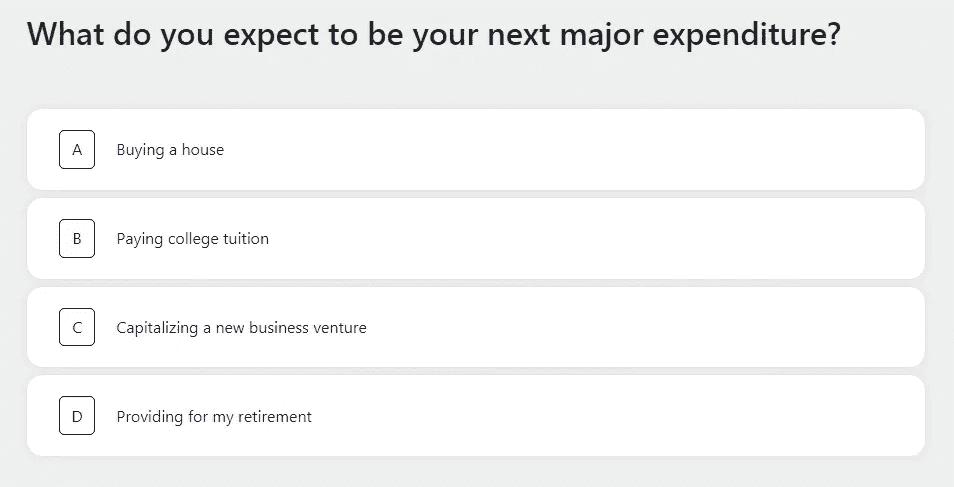 What do you expect to be your next major expenditure?
A Buying a house
B Paying college tuition
C Capitalizing a new business venture
D Providing for my retirement